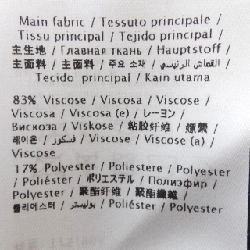 Main fabric / Tessuto principale /
Tissu principal / Tejido principal /
主生地 / Главная ткань / Hauptstoff /
主面料 / 主面料 / 주요 소재 / القماش الرئيسي /
Tecido principal / Kain utama
83% Viscose / Viscosa / Viscose /
Viscosa / Viscosa (e) / レーヨン /
Вискоза / Viskose / 粘胶纤维 / 嫘縈 /
레이온 / فسكوز / Viscose / Viscose (a) /
Viscose
17% Polyester / Poliestere / Polyester
/ Poliéster / ポリエステル / Полиэфир /
Polyester / 聚酯纤维 / 聚酯纖維 /
폴리에스터 / بوليستر / Poliéster / Polyester